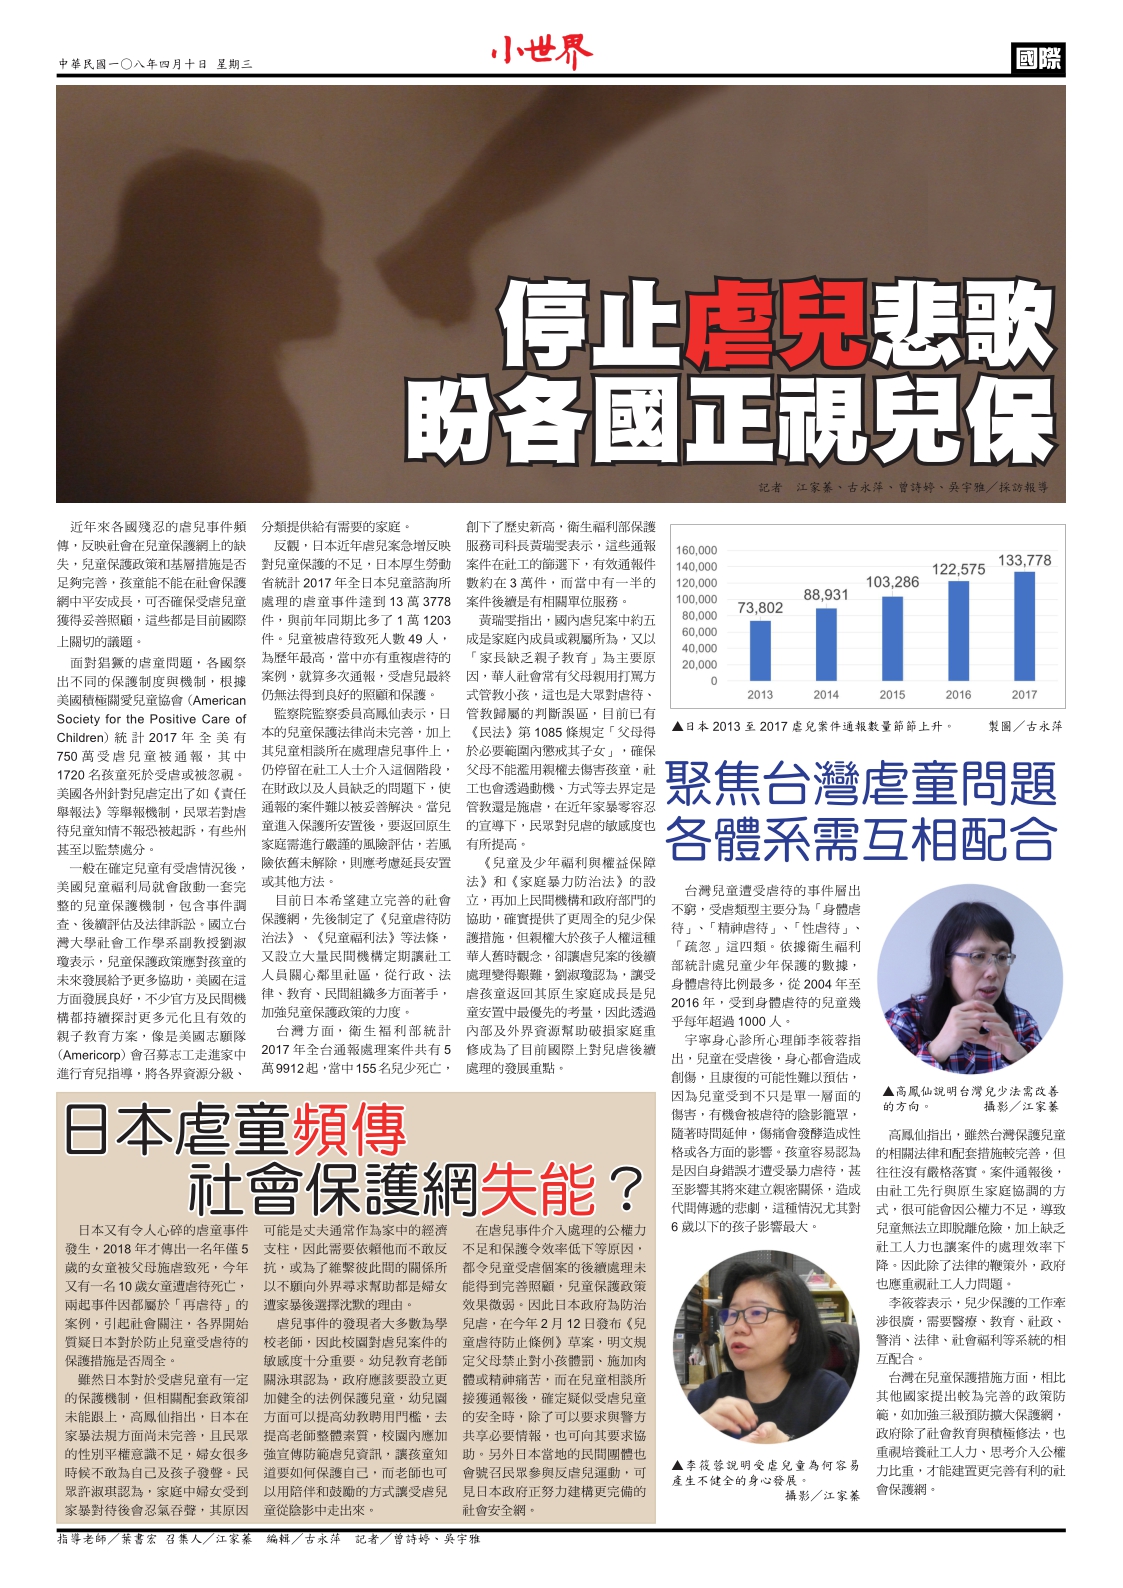 中華民國一○八年四月十日 星期三
小世界
國際
停止虐兒悲歌
盼各國正視兒保
記者 江家蓁、古永萍、曾詩婷、吳宇雅／採訪報導
近年來各國殘忍的虐兒事件頻
傳，反映社會在兒童保護網上的缺
失，兒童保護政策和基層措施是否
足夠完善，孩童能不能在社會保護
網中平安成長，可否確保受虐兒童
獲得妥善照顧，這些都是目前國際
上關切的議題。
面對猖獗的虐童問題，各國祭
出不同的保護制度與機制，根據
美國積極關愛兒童協會（American
Society for the Positive Care of
Children）統計2017年全美有
750萬受虐兒童被通報，其中
1720名孩童死於受虐或被忽視。
美國各州針對兒虐定出了如《責任
舉報法》等舉報機制，民眾若對虐
待兒童知情不報恐被起訴，有些州
甚至以監禁處分。
一般在確定兒童有受虐情況後，
美國兒童福利局就會啟動一套完
整的兒童保護機制，包含事件調
查、後續評估及法律訴訟。國立台
灣大學社會工作學系副教授劉淑
瓊表示，兒童保護政策應對孩童的
未來發展給予更多協助，美國在這
方面發展良好，不少官方及民間機
構都持續探討更多元化且有效的
親子教育方案，像是美國志願隊
（Americorp）會召募志工走進家中
進行育兒指導，將各界資源分級、
分類提供給有需要的家庭。
反觀，日本近年虐兒案急增反映
對兒童保護的不力，日本厚生勞動
省統計2017年全日本兒童諮詢所
處理的虐童事件達到13萬3778
件，與前年同期比多了1萬1203
件。兒童被虐待致死人數49人，
為歷年最高，當中亦有重複虐待的
案例，就算多次通報，受虐兒最終
仍無法得到良好的照顧和保護。
監察院監察委員高鳳仙表示，日
本的兒童保護法律尚未完善，加上
其兒童相談所在處理虐兒事件上，
仍停留在社工人士介入這個階段，
在財政以及人員缺乏的問題下，使
通報的案件難以被妥善解決。當兒
童進入保護所安置後，要返回原生
家庭需進行嚴謹的風險評估，若風
險依舊未解除，則應考慮延長安置
或其他方法。
目前日本希望建立完善的社會
保護網，先後制定了《兒童虐待防
治法》、《兒童福利法》等法條，
又設立大量民間機構定期讓社工
人員關心鄰里社區，從行政、法
律、教育、民間組織多方面著手，
加強兒童保護政策的力度。
台灣方面，衛生福利部統計
2017年全台通報處理案件共有5
萬9912起，當中155名兒少死亡，
創下了歷史新高，衛生福利部保護
服務司科長黃瑞雯表示，這些通報
案件在社工的篩選下，有效通報件
數約在3萬件，而當中有一半的
案件後續是有相關單位服務。
黃瑞雯指出，國內虐兒案中約五
成是家庭內成員或親屬所為，又以
「家長缺乏親子教育」為主要原
因，華人社會常有父母親用打罵方
式管教小孩，這也是大眾對虐待、
管教歸屬的判斷誤區，目前已有
《民法》第1085條規定「父母得
於必要範圍內懲戒其子女」，確保
父母不能濫用親權去傷害孩童，社
工也會透過動機、方式等去界定是
管教還是施虐，在近年家暴零容忍
的宣導下，民眾對兒虐的敏感度也
有所提高。
《兒童及少年福利與權益保障
法》和《家庭暴力防治法》的設
立，再加上民間機構和政府部門的
協助，確實提供了更周全的兒少保
護措施，但親權大於孩子人權這種
華人舊時觀念，卻讓虐兒案的後續
處理變得艱難，劉淑瓊認為，讓受
虐孩童返回其原生家庭成長是兒
童安置中最優先的考量，因此透過
內部及外界資源幫助破損家庭重
修成為了目前國際上對兒虐後續
處理的發展重點。
160,000
140,000
120,000
100,000
80,000
60,000
40,000
20,000
0
73,802
88,931
103,286
122,575
133,778
2013 2014 2015 2016 2017
▲日本2013至2017虐兒案件通報數量節節上升。 製圖／古永萍
聚焦台灣虐童問題
各體系需互相配合
台灣兒童遭受虐待的事件層出
不窮，受虐類型主要分為「身體虐
待」、「精神虐待」、「性虐待」、
「疏忽」這四類。依據衛生福利
部統計處兒童少年保護的數據，
身體虐待比例最多，從2004年至
2016年，受到身體虐待的兒童幾
乎每年超過1000人。
宇寧身心診所心理師李筱蓉指
出，兒童在受虐後，身心都會造成
創傷，且康復的可能性難以預估，
因為兒童受到不只是單一層面的
傷害，有機會被虐待的陰影籠罩，
隨著時間延伸，傷痛會發酵造成性
格或各方面的影響。孩童容易認為
是因自身錯誤才遭受暴力虐待，甚
至影響其將來建立親密關係，造成
代間傳遞的悲劇，這種情況尤其對
6歲以下的孩子影響最大。
▲李筱蓉說明受虐兒童為何容易
產生不健全的身心發展。
攝影／江家蓁
▲高鳳仙說明台灣兒少法需改善
的方向。 攝影／江家蓁
高鳳仙指出，雖然台灣保護兒童
的相關法律和配套措施較完善，但
往往沒有嚴格落實。案件通報後，
由社工先行與原生家庭協調的方
式，很可能會因公權力不足，導致
兒童無法立即脫離危險，加上缺乏
社工人力也讓案件的處理效率下
降。因此除了法律的鞭策外，政府
也應重視社工人力問題。
李筱蓉表示，兒少保護的工作牽
涉很廣，需要醫療、教育、社政、
警消、法律、社會福利等系統的相
互配合。
台灣在兒童保護措施方面，相比
其他國家提出較為完善的政策防
範，如加強三級預防擴大保護網，
政府除了社會教育與積極修法，也
重視培養社工人力、思考介入公權
力比重，才能建置更完善有利的社
會保護網。
日本虐童頻傳
社會保護網失能？
日本又有令人心碎的虐童事件
發生，2018年才傳出一名年僅5
歲的女童被父母施虐致死，今年
又有一名10歲女童遭虐待死亡，
兩起事件因都屬於「再虐待」的
案例，引起社會關注，各界開始
質疑日本對於防止兒童受虐待的
保護措施是否周全。
雖然日本對於受虐兒童有一定
的保護機制，但相關配套政策卻
未能跟上，高鳳仙指出，日本在
家暴法規方面尚未完善，且民眾
的性別平權意識不足，婦女很多
時候不敢為自己及孩子發聲。民
眾許淑琪認為，家庭中婦女受到
家暴對待後會忍氣吞聲，其原因
可能是丈夫通常作為家中的經濟
支柱，因此需要依賴他而不敢反
抗，或為了維繫彼此間的關係所
以不願向外界尋求幫助都是婦女
遭家暴後選擇沈默的理由。
虐兒事件的發現者大多數為學
校老師，因此校園對虐兒案件的
敏感度十分重要。幼兒教育老師
關泳琪認為，政府應該要設立更
加健全的法例保護兒童，幼兒園
方面可以提高幼教聘用門檻，去
提高老師整體素質，校園內應加
強宣傳防範虐兒資訊，讓孩童知
道要如何保護自己，而老師也可
以用陪伴和鼓勵的方式讓受虐兒
童從陰影中走出來。
在虐兒事件介入處理的公權力
不足和保護令效率低下等原因，
都令兒童受虐個案的後續處理未
能得到完善照顧，兒童保護政策
效果微弱。因此日本政府為防治
兒虐，在今年2月12日發布《兒
童虐待防止條例》草案，明文規
定父母禁止對小孩體罰、施加肉
體或精神痛苦，而在兒童相談所
接獲通報後，確定疑似受虐兒童
的安全時，除了可以要求與警方
共享必要情報，也可向其要求協
助。另外日本當地的民間團體也
會號召民眾參與反虐兒運動，可
見日本政府正努力建構更完備的
社會安全網。
指導老師／葉書宏 召集人／江家蓁 編輯／古永萍 記者／曾詩婷、吳宇雅